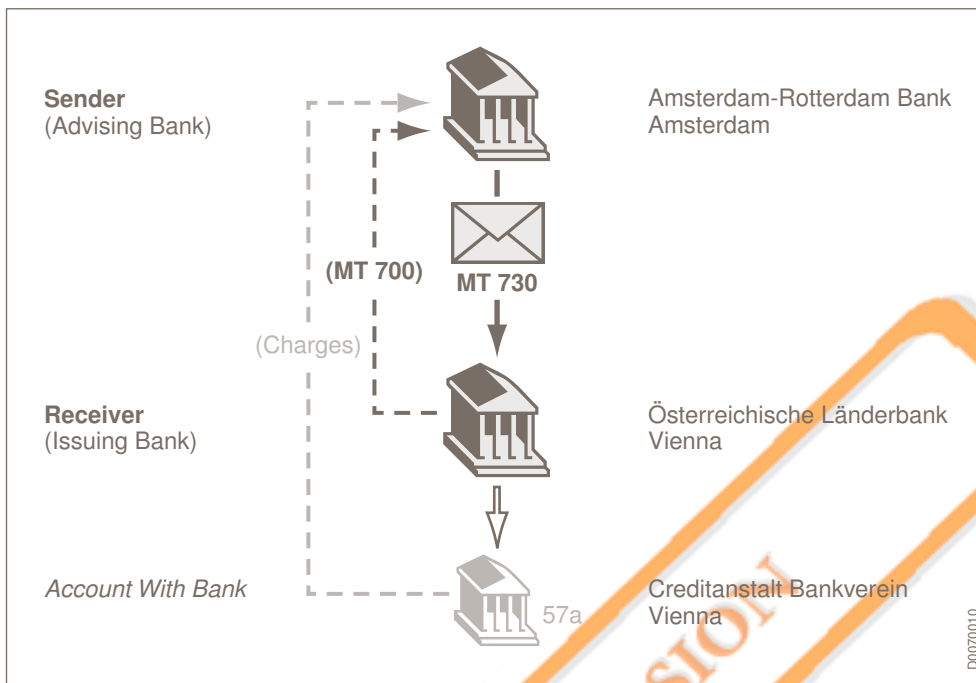 Sender
(Advising Bank)
Amsterdam-Rotterdam Bank
Amsterdam
(MT 700)
MT 730
(Charges)
Receiver
(Issuing Bank)
Österreichische Länderbank
Vienna
Account With Bank
57a
Creditanstalt Bankverein
Vienna
SION
D0070010